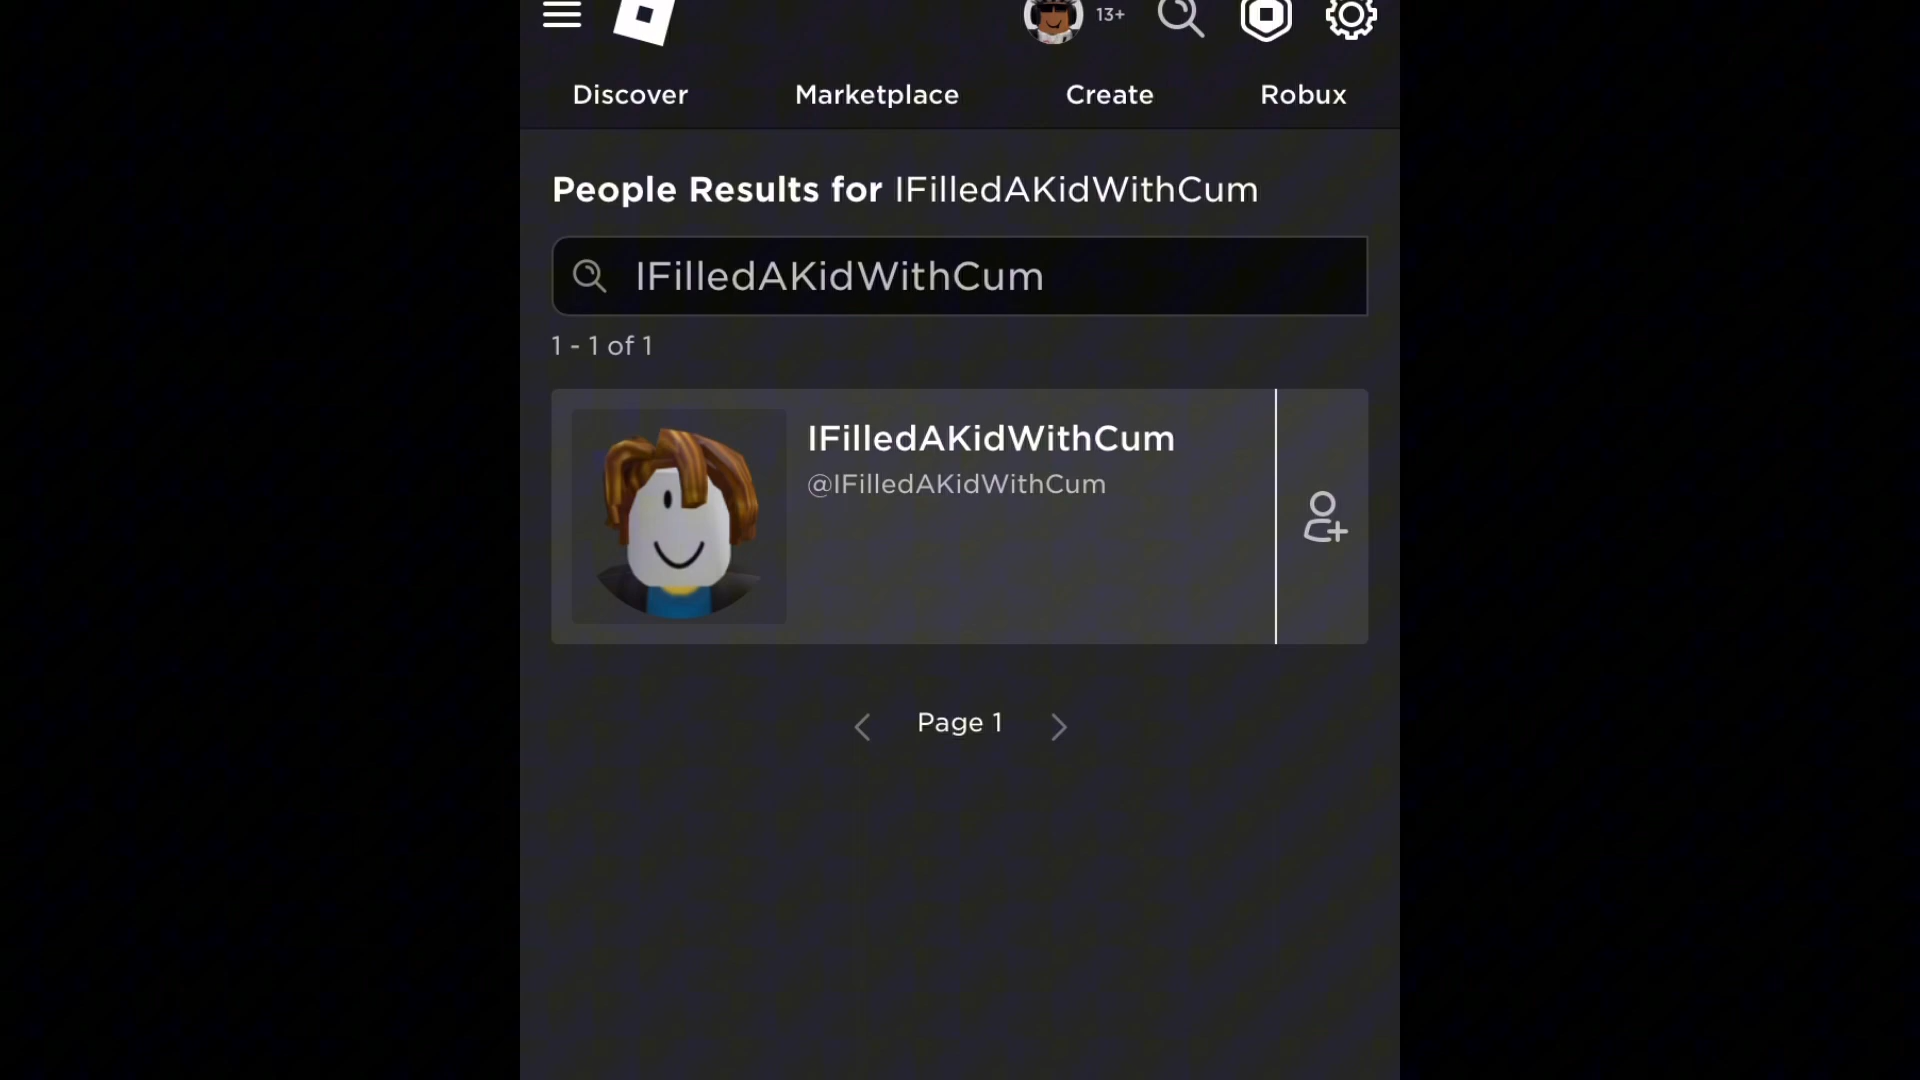 13+
Discover Marketplace Create Robux
People Results for IFilledAKidWithCum
IFilledAKidWithCum
1 - 1 of 1
IFilledAKidWithCum
@IFilledAKidWithCum
Page 1